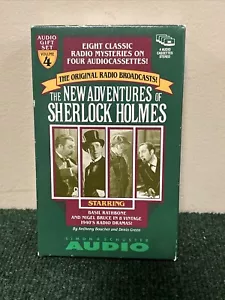 AUDIO
GIFT
SET
VOLUME
4
EIGHT CLASSIC
RADIO MYSTERIES ON
FOUR AUDIOCASSETTES!
4 AUDIO
CASSETTES
STEREO
THE ORIGINAL RADIO BROADCASTS!
THE NEW ADVENTURES OF
SHERLOCK HOLMES
STARRING
BASIL RATHBONE
AND NIGEL BRUCE IN 8 VINTAGE
1940's RADIO DRAMAS!
By Anthony Boucher and Denis Green
SIMON & SCHUSTER
AUDIO